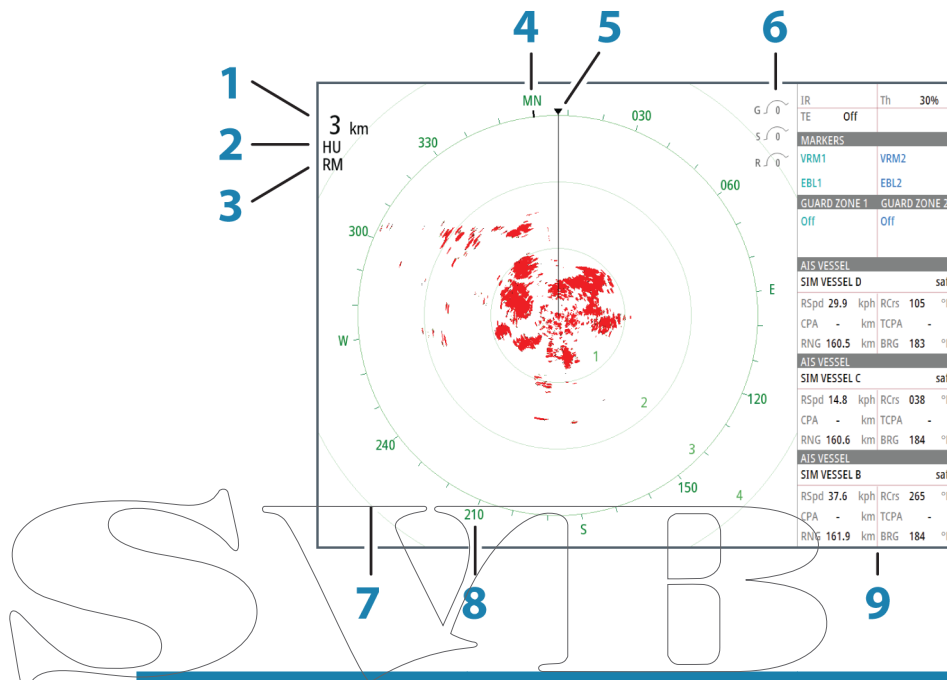 4 5 6
1
2
3
3 km
HU
RM
MN
030
060
E
120
150
S
210
240
W
300
330
1
2
3
4
G 0
S 0
R 0
IR Th 30%
TE Off
MARKERS
VRM1 VRM2
EBL1 EBL2
GUARD ZONE 1 GUARD ZONE 2
Off Off
AIS VESSEL
SIM VESSEL D
RSpd 29.9 kph RCrs 105
CPA - km TCPA -
RNG 160.5 km BRG 183
AIS VESSEL
SIM VESSEL C
RSpd 14.8 kph RCrs 038
CPA - km TCPA -
RNG 160.6 km BRG 184
AIS VESSEL
SIM VESSEL B
RSpd 37.6 kph RCrs 265
CPA - km TCPA -
RNG 161.9 km BRG 184
7 8 9
SVB